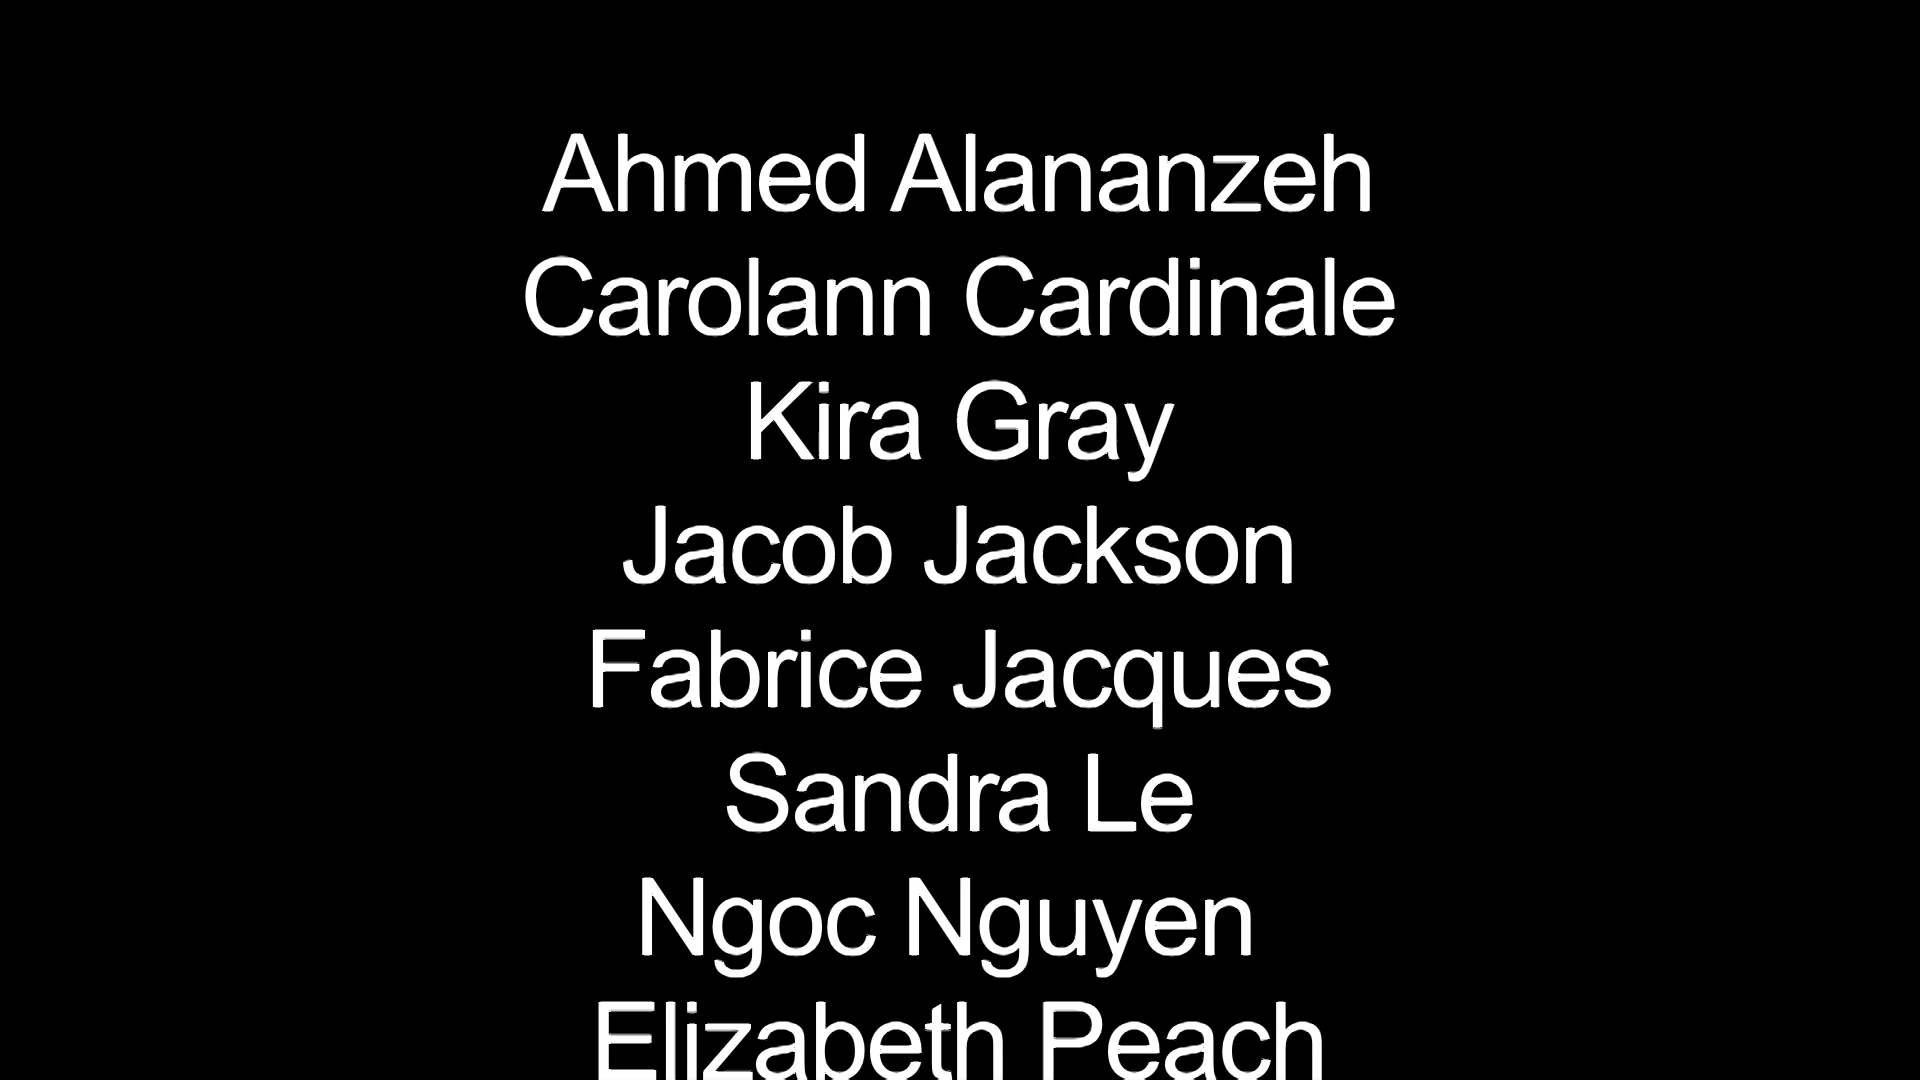 Ahmed Alananzeh
Carolann Cardinale
Kira Gray
Jacob Jackson
Fabrice Jacques
Sandra Le
Ngoc Nguyen
Elizabeth Peach